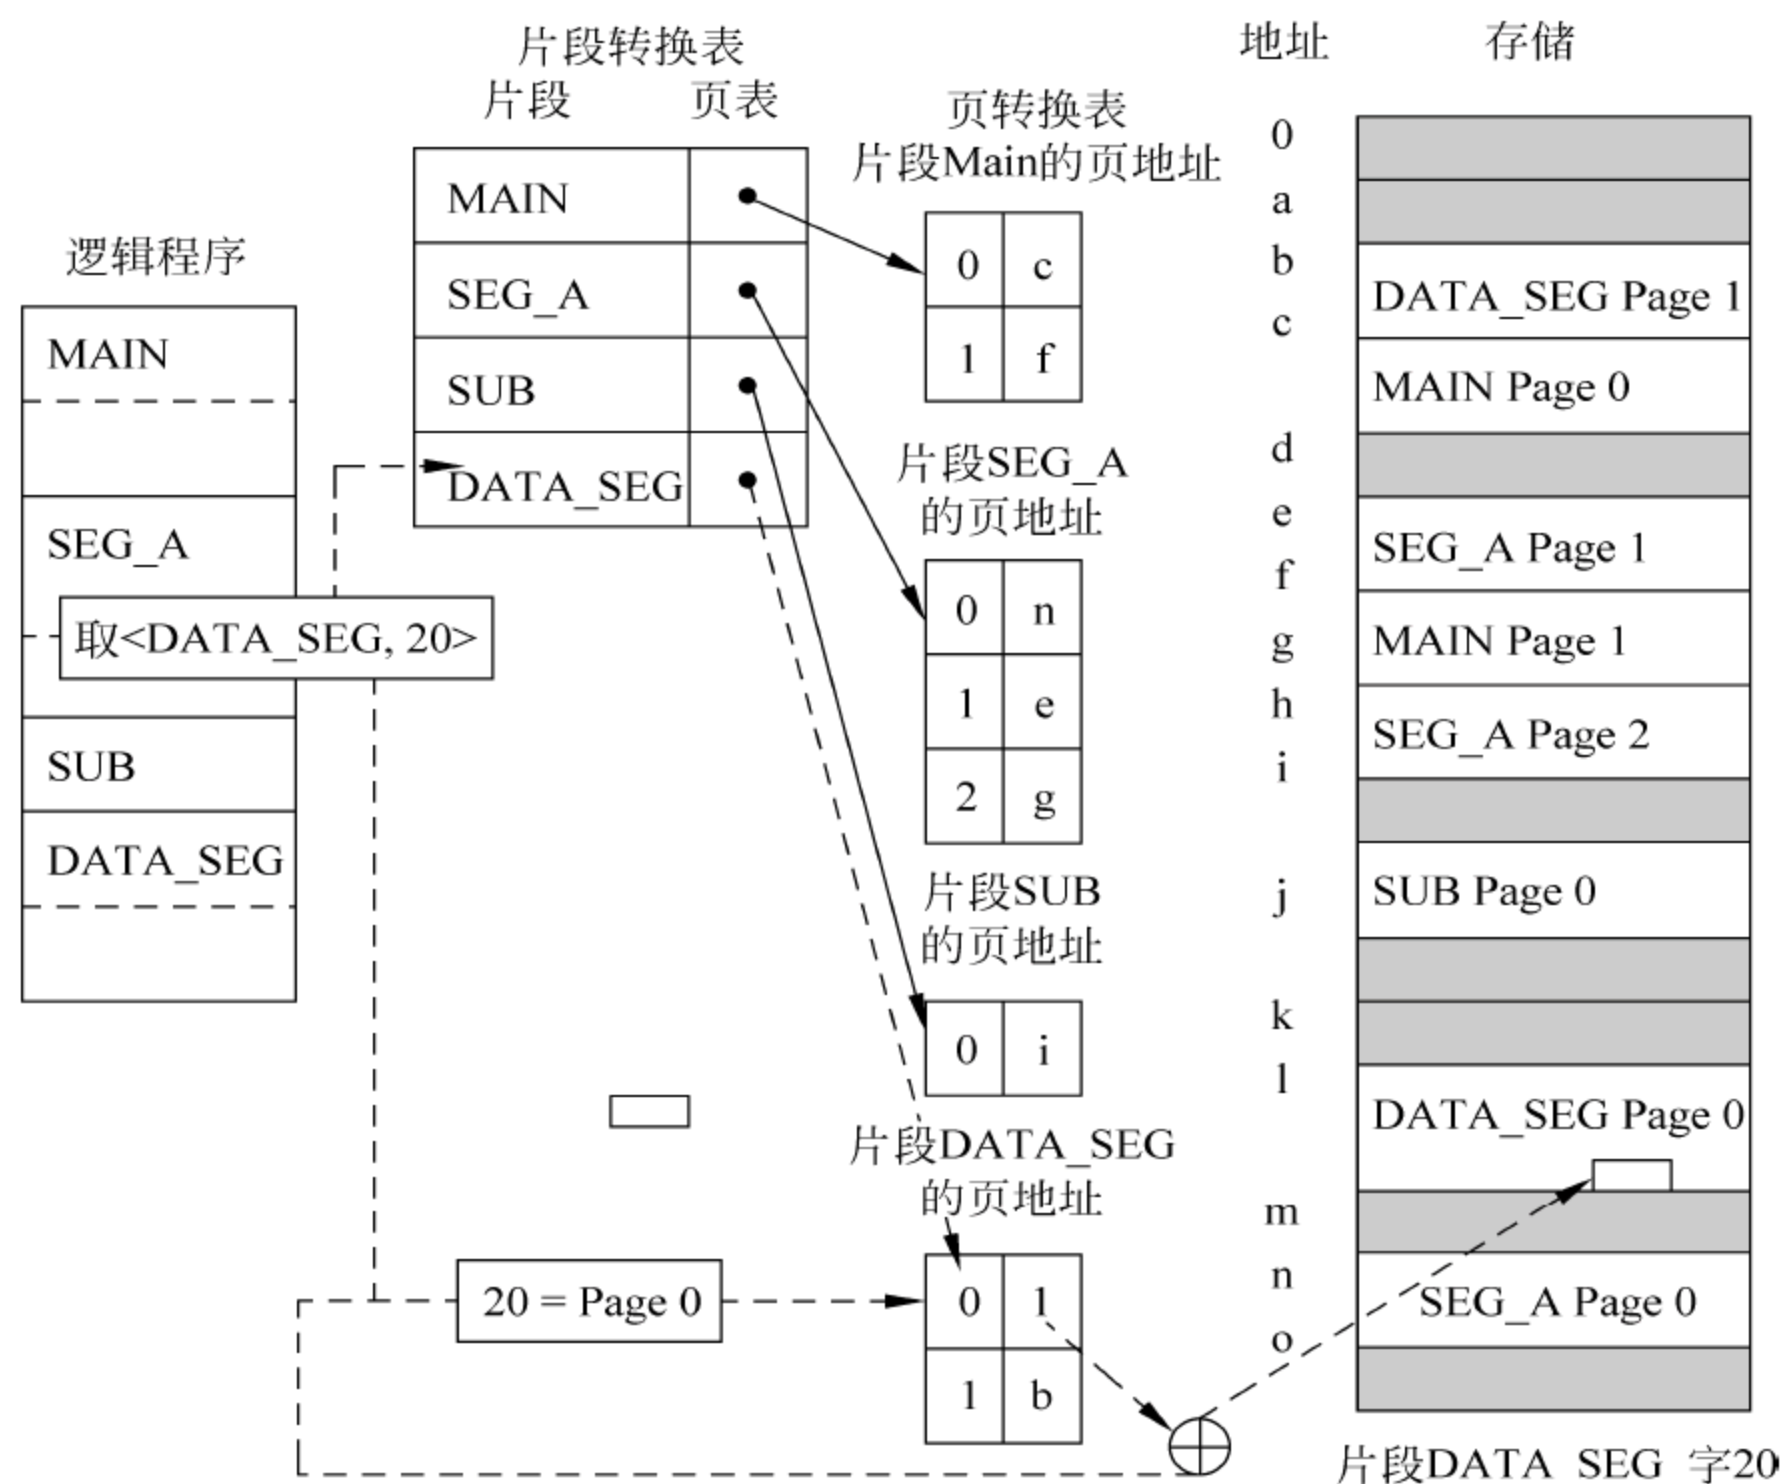 片段转换表
片段 页表
MAIN
SEG_A
SUB
DATA_SEG
逻辑程序
MAIN
SEG_A
取<DATA_SEG, 20>
SUB
DATA_SEG
20 = Page 0
页转换表
片段Main的页地址
0 c
1 f
片段SEG_A
的页地址
0 n
1 e
2 g
片段SUB
的页地址
0 i
片段DATA_SEG
的页地址
0 l
1 b
地址
0
a
b
c
d
e
f
g
h
i
j
k
l
m
n
o
存储
DATA_SEG Page 1
MAIN Page 0
SEG_A Page 1
MAIN Page 1
SEG_A Page 2
SUB Page 0
DATA_SEG Page 0
SEG_A Page 0
片段DATA_SEG 字20